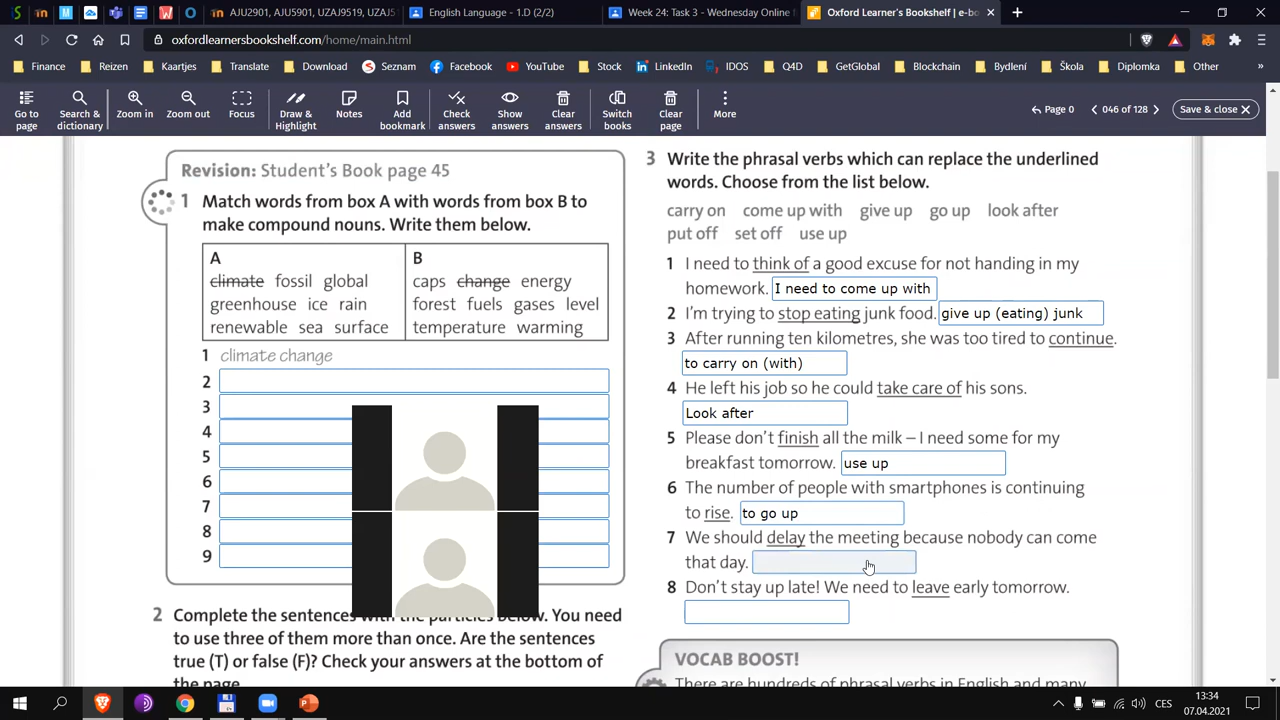 AJU2901, AJU5901, UZAJ9519, UZAJS
English Language - 1.D (2/2)
Week 24: Task 3 - Wednesday Online
Oxford Learner's Bookshelf | e-bo
oxfordlearnersbookshelf.com/home/main.html
Finance
Reizen
Kaartjes
Translate
Download
Seznam
Facebook
YouTube
Stock
LinkedIn
IDOS
Q4D
GetGlobal
Blockchain
Bydlení
Škola
Diplomka
Other
Go to page
Search & dictionary
Zoom in
Zoom out
Focus
Draw & Highlight
Notes
Add bookmark
Check answers
Show answers
Clear answers
Switch books
Clear page
More
Page 0
046 of 128
Save & close
Revision: Student's Book page 45
1 Match words from box A with words from box B to
make compound nouns. Write them below.
A
climate fossil global
greenhouse ice rain
renewable sea surface
B
caps change energy
forest fuels gases level
temperature warming
1 climate change
2
3
4
5
6
7
8
9
2 Complete the sentences with the particles below. You need
to use three of them more than once. Are the sentences
true (T) or false (F)? Check your answers at the bottom of
the page.
3 Write the phrasal verbs which can replace the underlined
words. Choose from the list below.
carry on come up with give up go up look after
put off set off use up
1 I need to think of a good excuse for not handing in my
homework. I need to come up with
2 I'm trying to stop eating junk food. give up (eating) junk
3 After running ten kilometres, she was too tired to continue.
to carry on (with)
4 He left his job so he could take care of his sons.
Look after
5 Please don't finish all the milk – I need some for my
breakfast tomorrow. use up
6 The number of people with smartphones is continuing
to rise. to go up
7 We should delay the meeting because nobody can come
that day.
8 Don't stay up late! We need to leave early tomorrow.
VOCAB BOOST!
There are hundreds of phrasal verbs in English and many
CES
13:34
07.04.2021